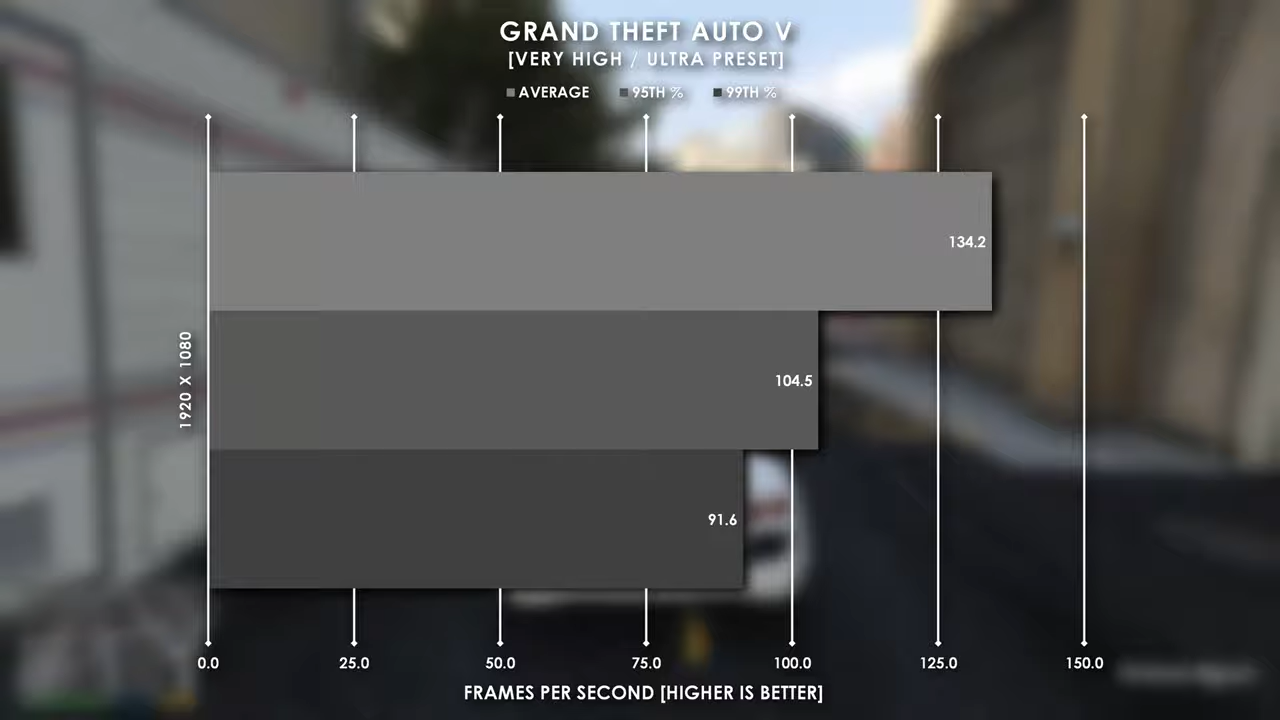 GRAND THEFT AUTO V
[VERY HIGH / ULTRA PRESET]
AVERAGE 95TH % 99TH %
134.2
104.5
91.6
1920 X 1080
0.0 25.0 50.0 75.0 100.0 125.0 150.0
FRAMES PER SECOND [HIGHER IS BETTER]